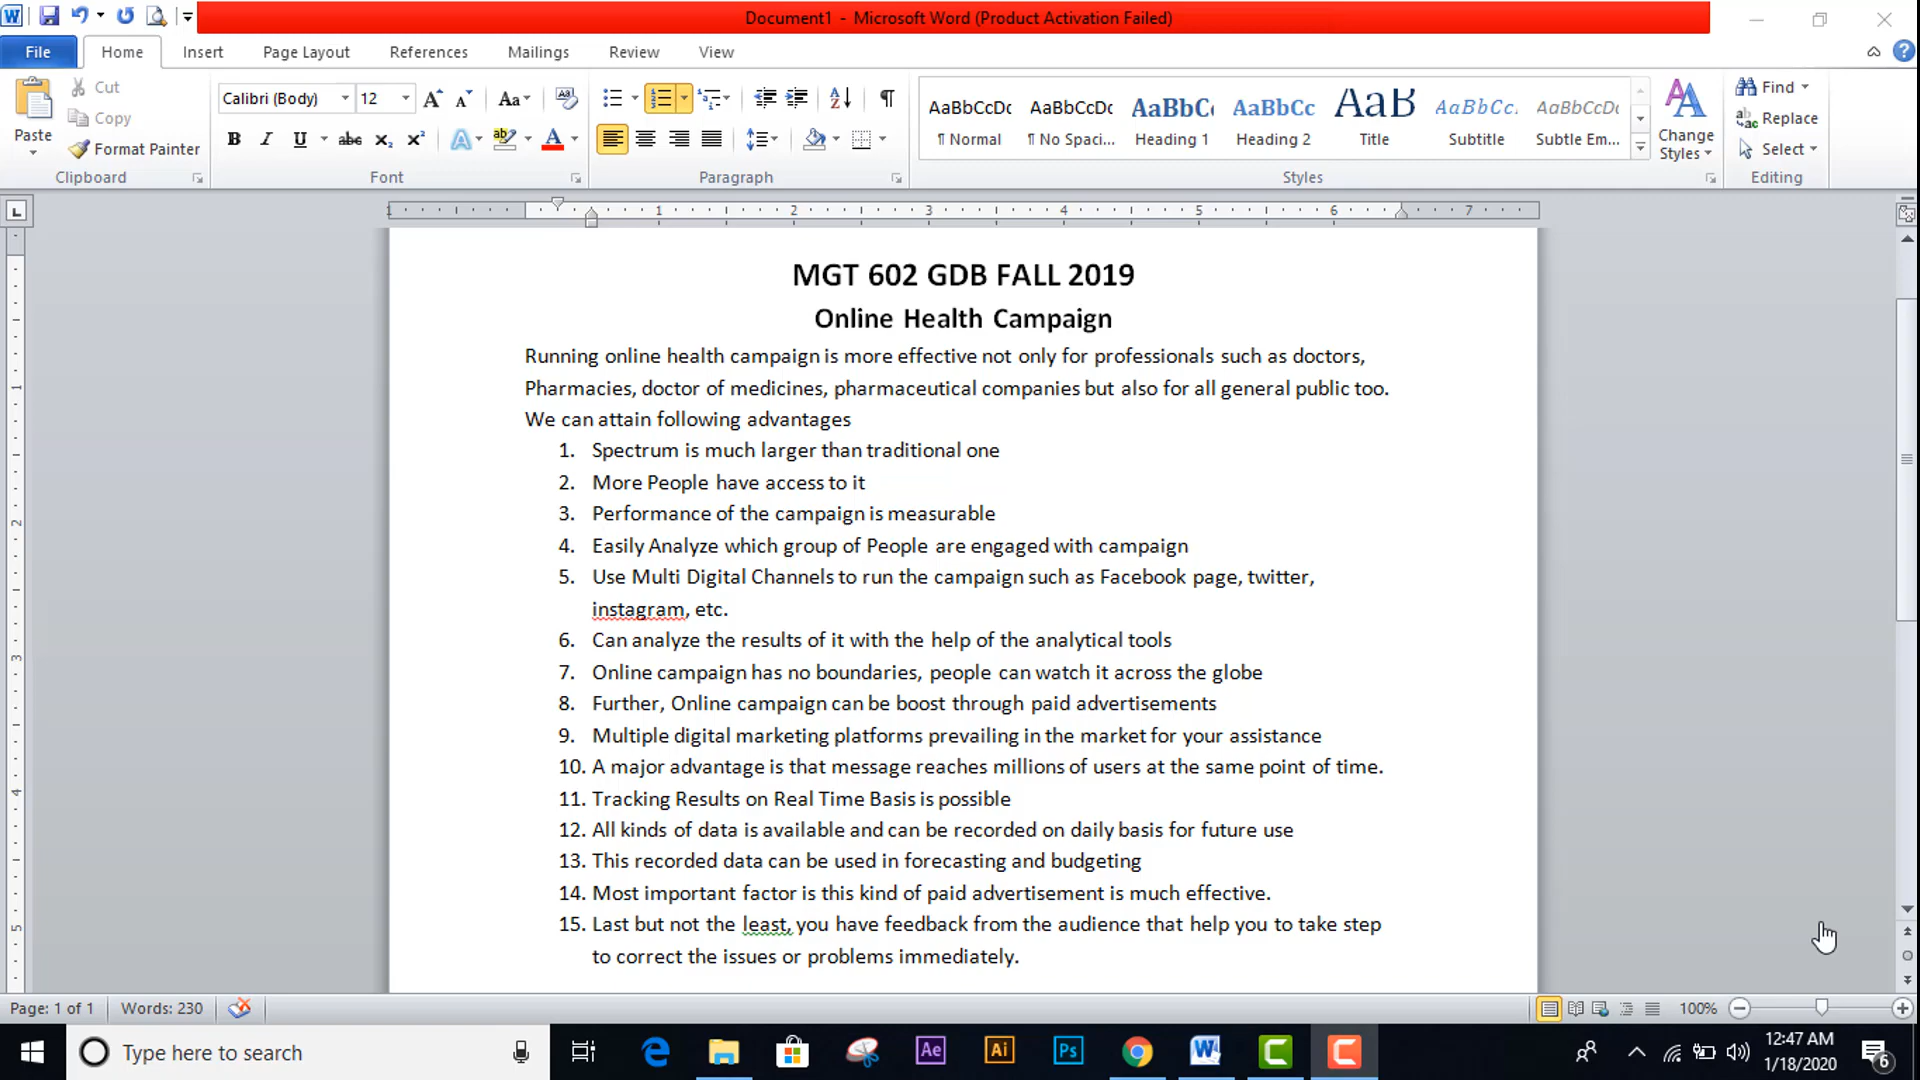 Document1 - Microsoft Word (Product Activation Failed)
File Home Insert Page Layout References Mailings Review View
Paste
Cut
Copy
Format Painter
Clipboard
Calibri (Body) 12
Font
Paragraph
AaBbCcDc AaBbCcDc AaBbC AaBbCc AaB AaBbCc. AaBbCcDc
¶ Normal ¶ No Spaci... Heading 1 Heading 2 Title Subtitle Subtle Em...
Change
Styles
Styles
Find
Replace
Select
Editing
1 1 2 3 4 5 6 7
MGT 602 GDB FALL 2019
Online Health Campaign
Running online health campaign is more effective not only for professionals such as doctors,
Pharmacies, doctor of medicines, pharmaceutical companies but also for all general public too.
We can attain following advantages
1. Spectrum is much larger than traditional one
2. More People have access to it
3. Performance of the campaign is measurable
4. Easily Analyze which group of People are engaged with campaign
5. Use Multi Digital Channels to run the campaign such as Facebook page, twitter,
instagram, etc.
6. Can analyze the results of it with the help of the analytical tools
7. Online campaign has no boundaries, people can watch it across the globe
8. Further, Online campaign can be boost through paid advertisements
9. Multiple digital marketing platforms prevailing in the market for your assistance
10. A major advantage is that message reaches millions of users at the same point of time.
11. Tracking Results on Real Time Basis is possible
12. All kinds of data is available and can be recorded on daily basis for future use
13. This recorded data can be used in forecasting and budgeting
14. Most important factor is this kind of paid advertisement is much effective.
15. Last but not the least, you have feedback from the audience that help you to take step
to correct the issues or problems immediately.
Page: 1 of 1 Words: 230 100%
Type here to search
Ae Ai Ps
12:47 AM
1/18/2020
6